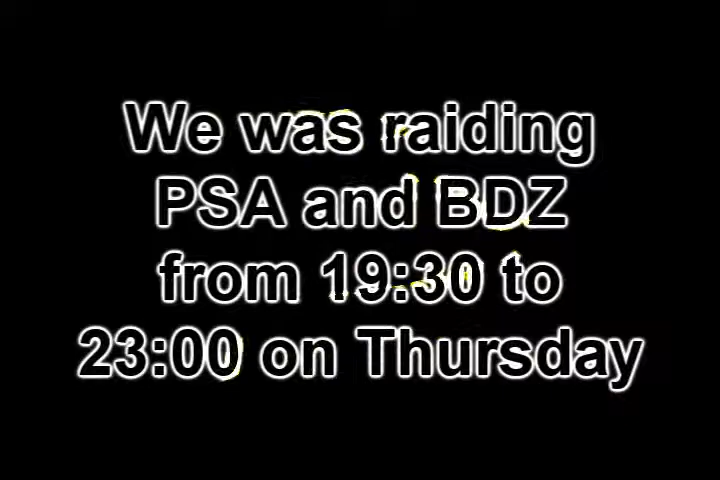 We was raiding
PSA and BDZ
from 19:30 to
23:00 on Thursday